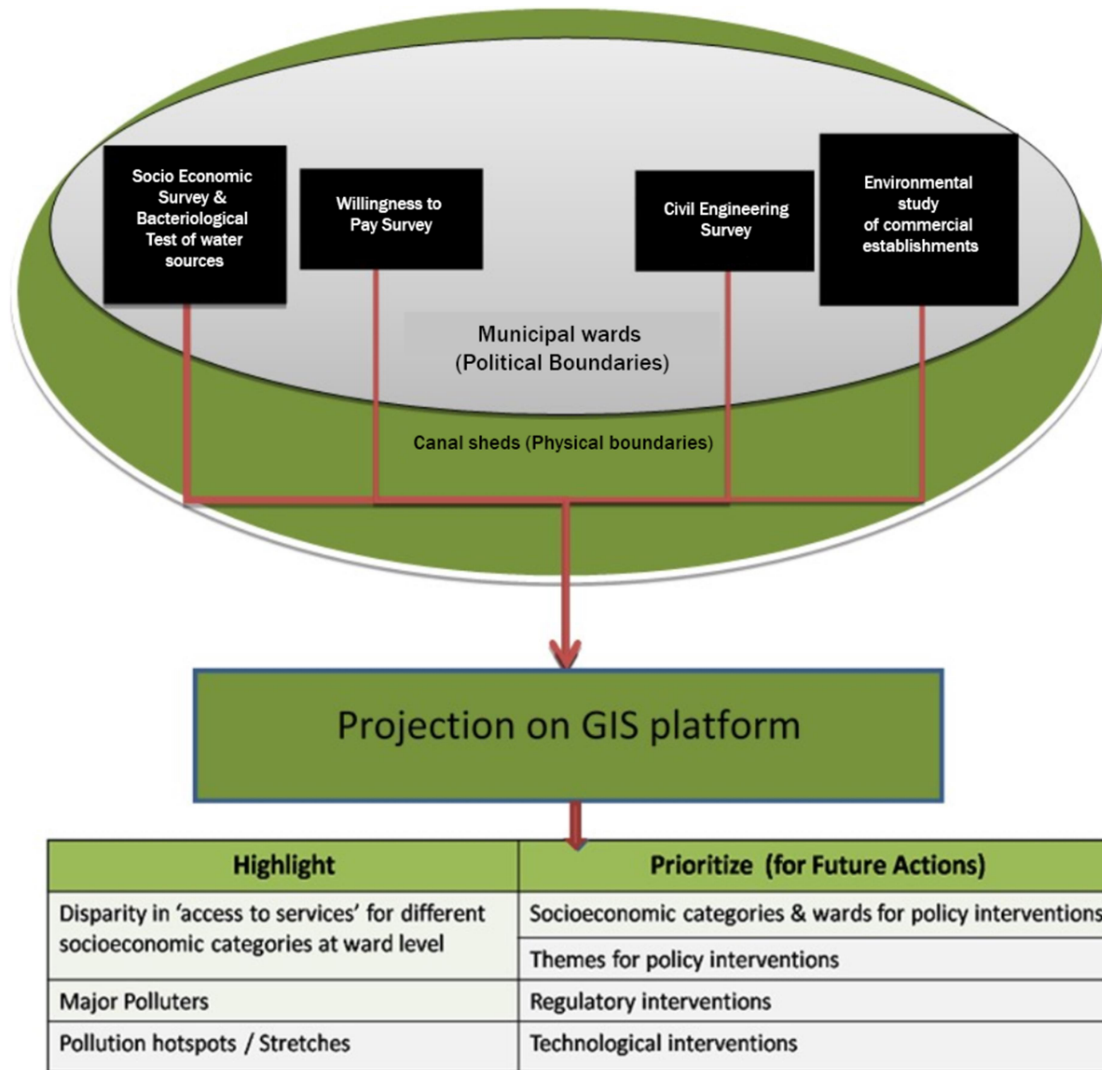 Socio Economic
Survey &
Bacteriological
Test of water
sources
Willingness to
Pay Survey
Civil Engineering
Survey
Environmental
study
of commercial
establishments
Municipal wards
(Political Boundaries)
Canal sheds (Physical boundaries)
Projection on GIS platform
Highlight
Prioritize (for Future Actions)
Disparity in ‘access to services’ for different
socioeconomic categories at ward level
Socioeconomic categories & wards for policy interventions
Themes for policy interventions
Major Polluters
Regulatory interventions
Pollution hotspots / Stretches
Technological interventions